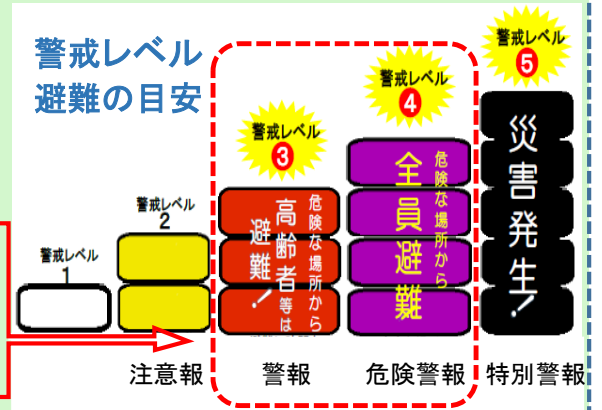 警戒レベル
避難の目安
警戒レベル
1
警戒レベル
2
警戒レベル
3
危険な場所から
高齢者等は
避難！
警戒レベル
4
危険な場所から
全員避難
警戒レベル
5
災害発生！
注意報
警報
危険警報
特別警報